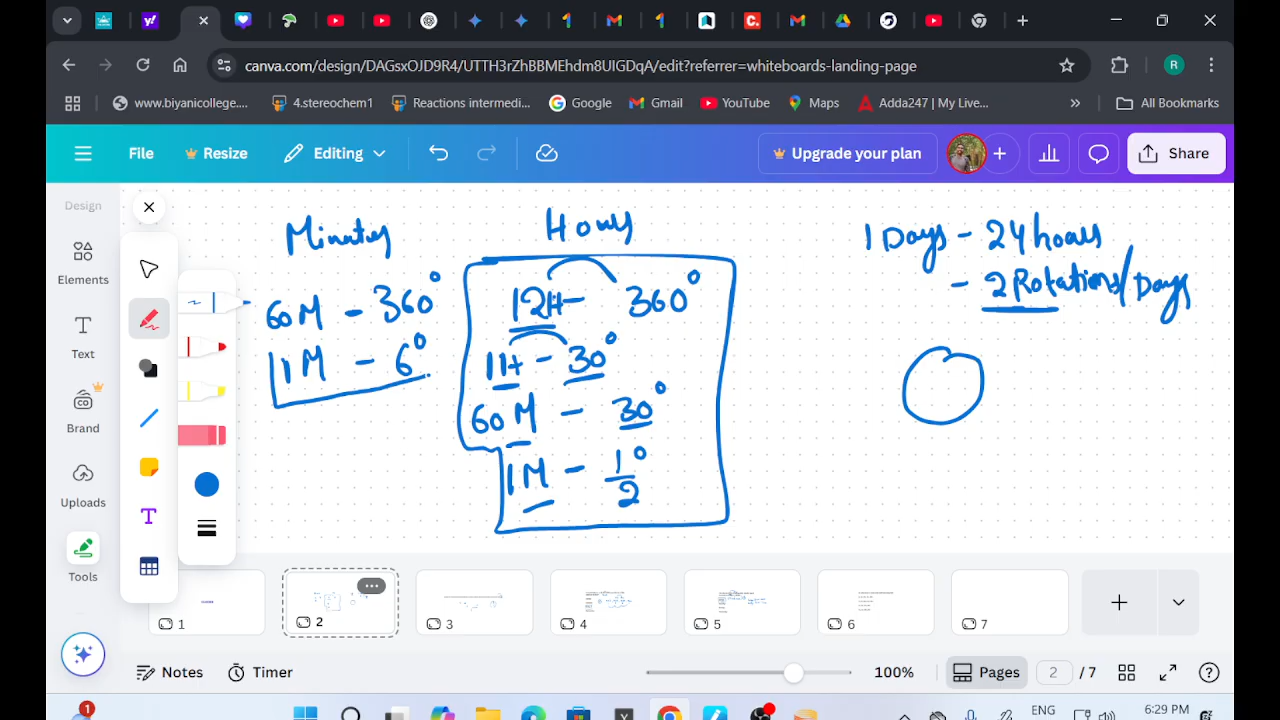 canva.com/design/DAGsxOJD9R4/UTTH3rZhBBMEhdm8UIGDqA/edit?referrer=whiteboards-landing-page
R
www.biyanicollege.... 4.stereochem1 Reactions intermedi... Google Gmail YouTube Maps Adda247 | My Live... » All Bookmarks
File Resize Editing Upgrade your plan Share
Design
Elements
Text
Brand
Uploads
Tools
Minutes
60M - 360°
1M - 6°
Hours
12H - 360°
1H - 30°
60M - 30°
1M - 1/2°
1 Days - 24 hours
- 2 Rotations/Days
1 2 3 4 5 6 7
Notes Timer 100% Pages 2 / 7
1 ENG 6:29 PM